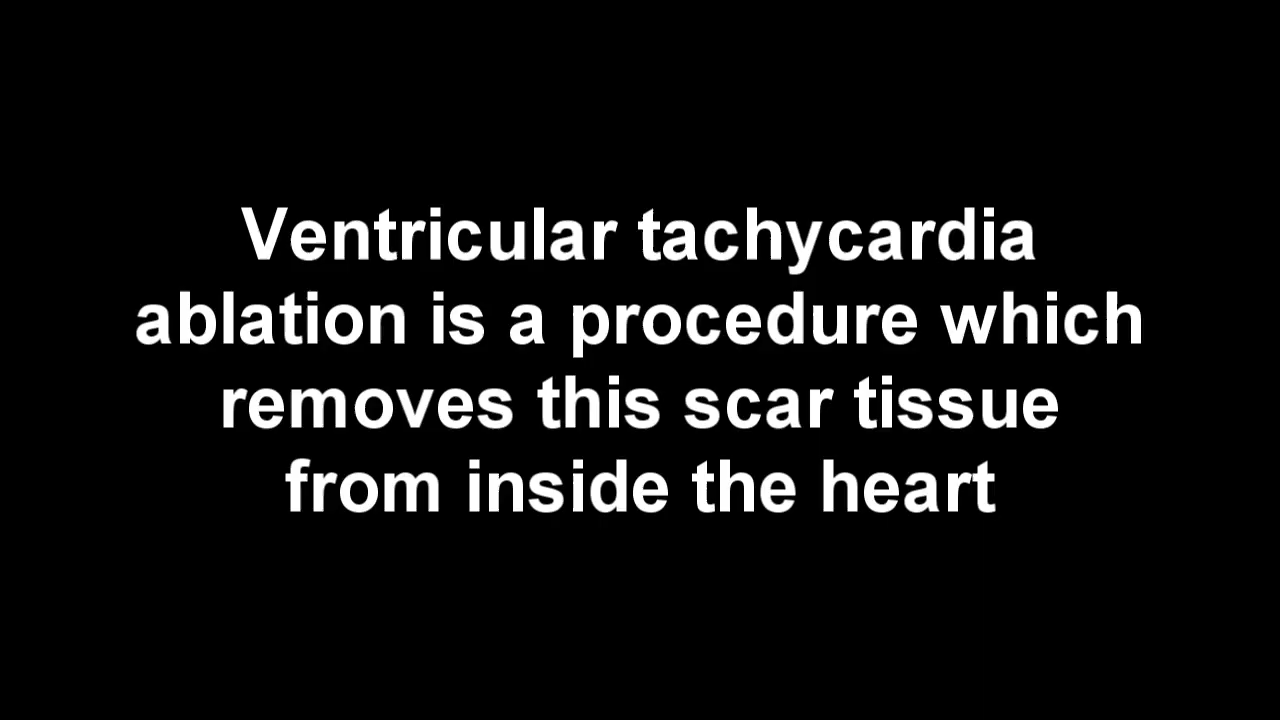 Ventricular tachycardia
ablation is a procedure which
removes this scar tissue
from inside the heart